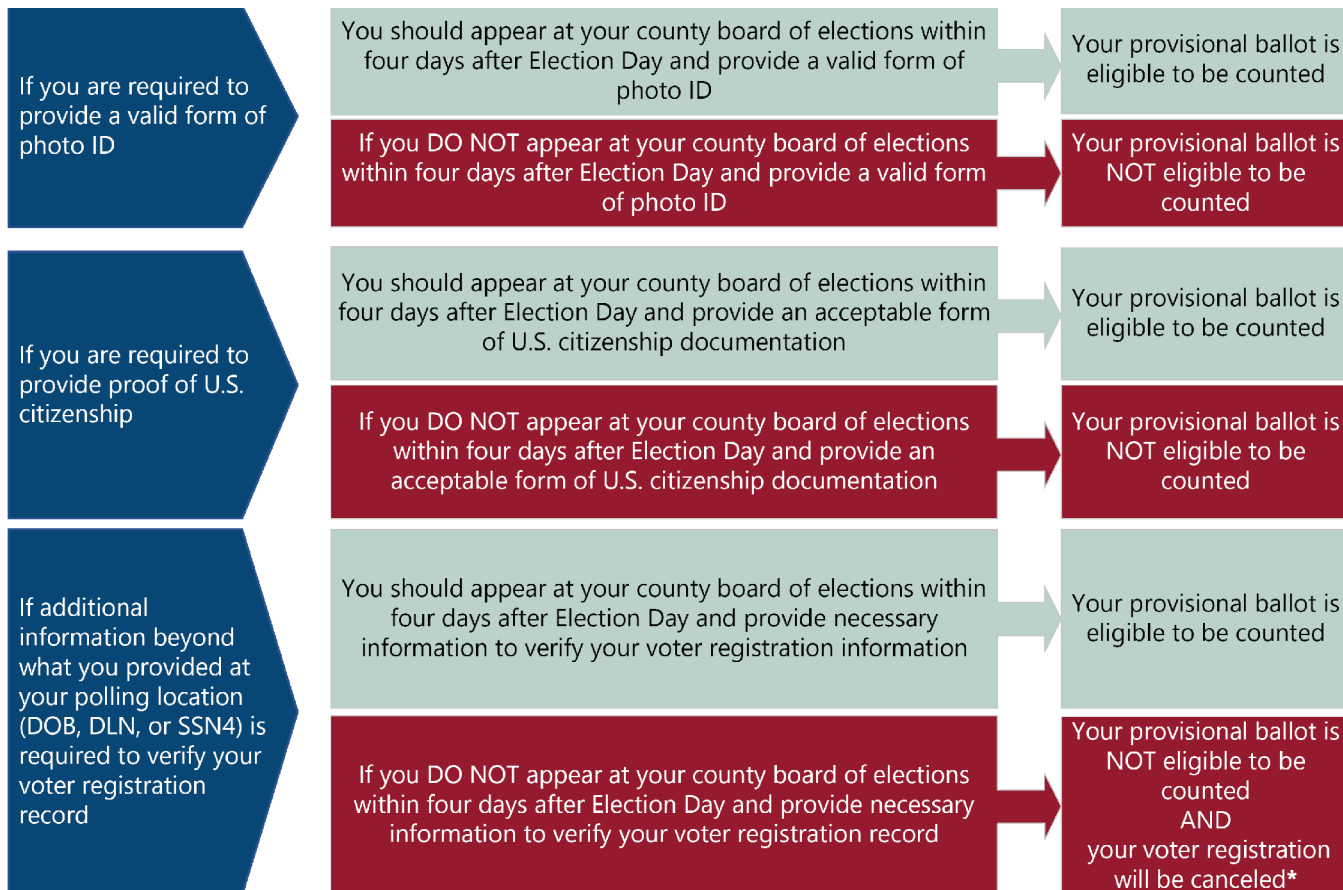 If you are required to
provide a valid form of
photo ID
You should appear at your county board of elections within
four days after Election Day and provide a valid form of
photo ID
Your provisional ballot is
eligible to be counted
If you DO NOT appear at your county board of elections
within four days after Election Day and provide a valid form
of photo ID
Your provisional ballot is
NOT eligible to be
counted
If you are required to
provide proof of U.S.
citizenship
You should appear at your county board of elections within
four days after Election Day and provide an acceptable form
of U.S. citizenship documentation
Your provisional ballot is
eligible to be counted
If you DO NOT appear at your county board of elections
within four days after Election Day and provide an
acceptable form of U.S. citizenship documentation
Your provisional ballot is
NOT eligible to be
counted
If additional
information beyond
what you provided at
your polling location
(DOB, DLN, or SSN4) is
required to verify your
voter registration
record
You should appear at your county board of elections within
four days after Election Day and provide necessary
information to verify your voter registration information
Your provisional ballot is
eligible to be counted
If you DO NOT appear at your county board of elections
within four days after Election Day and provide necessary
information to verify your voter registration record
Your provisional ballot is
NOT eligible to be
counted
AND
your voter registration
will be canceled*